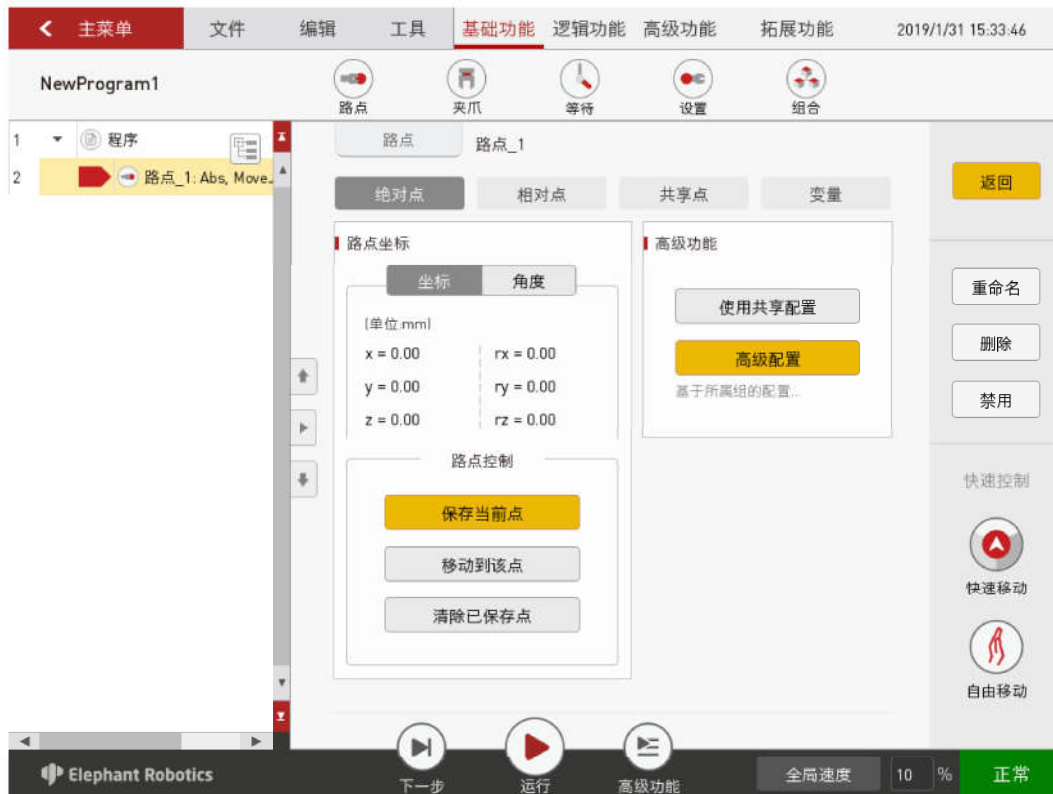 主菜单 文件 编辑 工具 基础功能 逻辑功能 高级功能 拓展功能 2019/1/31 15:33:46
NewProgram1
路点 夹爪 等待 设置 组合
1 程序
2 路点_1: Abs, Move..
路点 路点_1
绝对点 相对点 共享点 变量
返回
路点坐标
坐标 角度
(单位:mm)
x = 0.00 rx = 0.00
y = 0.00 ry = 0.00
z = 0.00 rz = 0.00
高级功能
使用共享配置
高级配置
基于所属组的配置...
重命名
删除
禁用
路点控制
保存当前点
移动到该点
清除已保存点
快速控制
快速移动
自由移动
Elephant Robotics
下一步 运行 高级功能
全局速度 10 % 正常